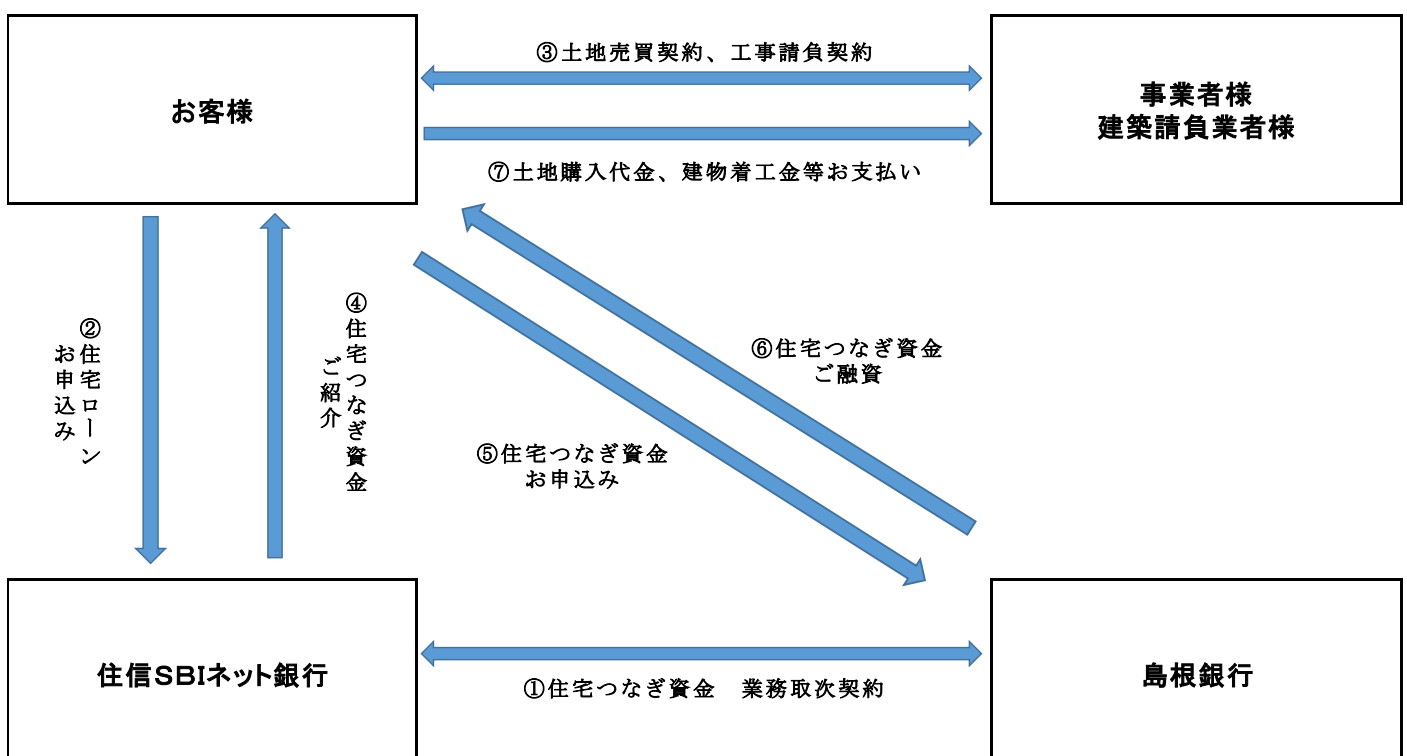 ③土地売買契約、工事請負契約
お客様
事業者様
建築請負業者様
⑦土地購入代金、建物着工金等お支払い
②住宅ローン
お申込み
④住宅つなぎ資金
ご紹介
⑥住宅つなぎ資金
ご融資
⑤住宅つなぎ資金
お申込み
住信SBIネット銀行
島根銀行
①住宅つなぎ資金　業務取次契約